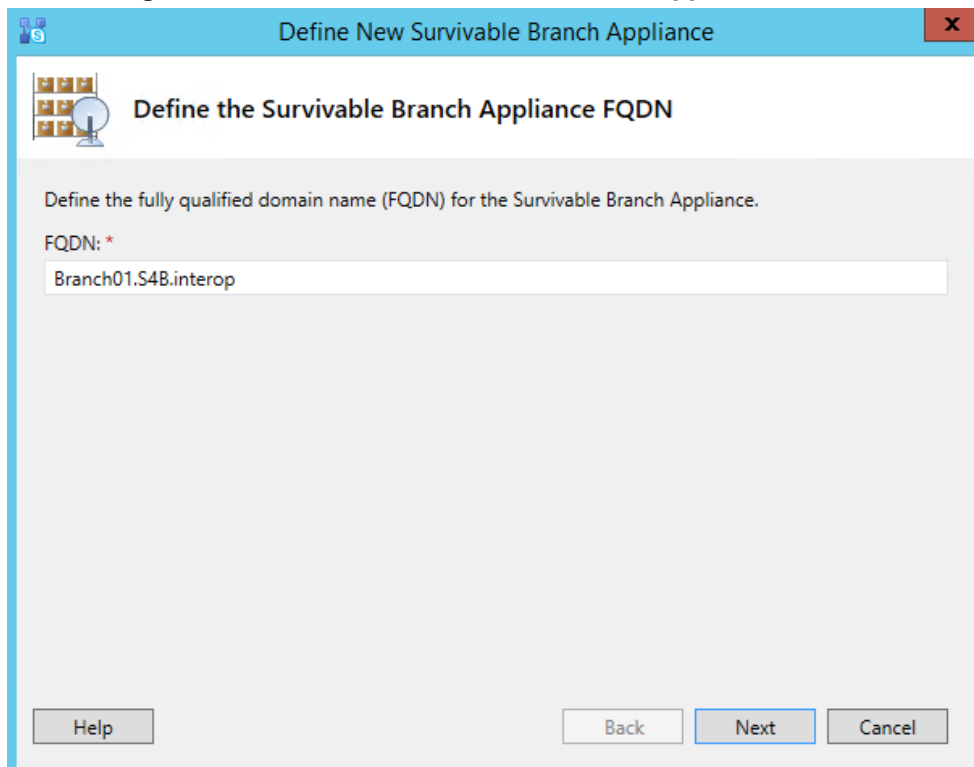 Define New Survivable Branch Appliance
x
Define the Survivable Branch Appliance FQDN
Define the fully qualified domain name (FQDN) for the Survivable Branch Appliance.
FQDN: *
Branch01.S4B.interop
Help Back Next Cancel